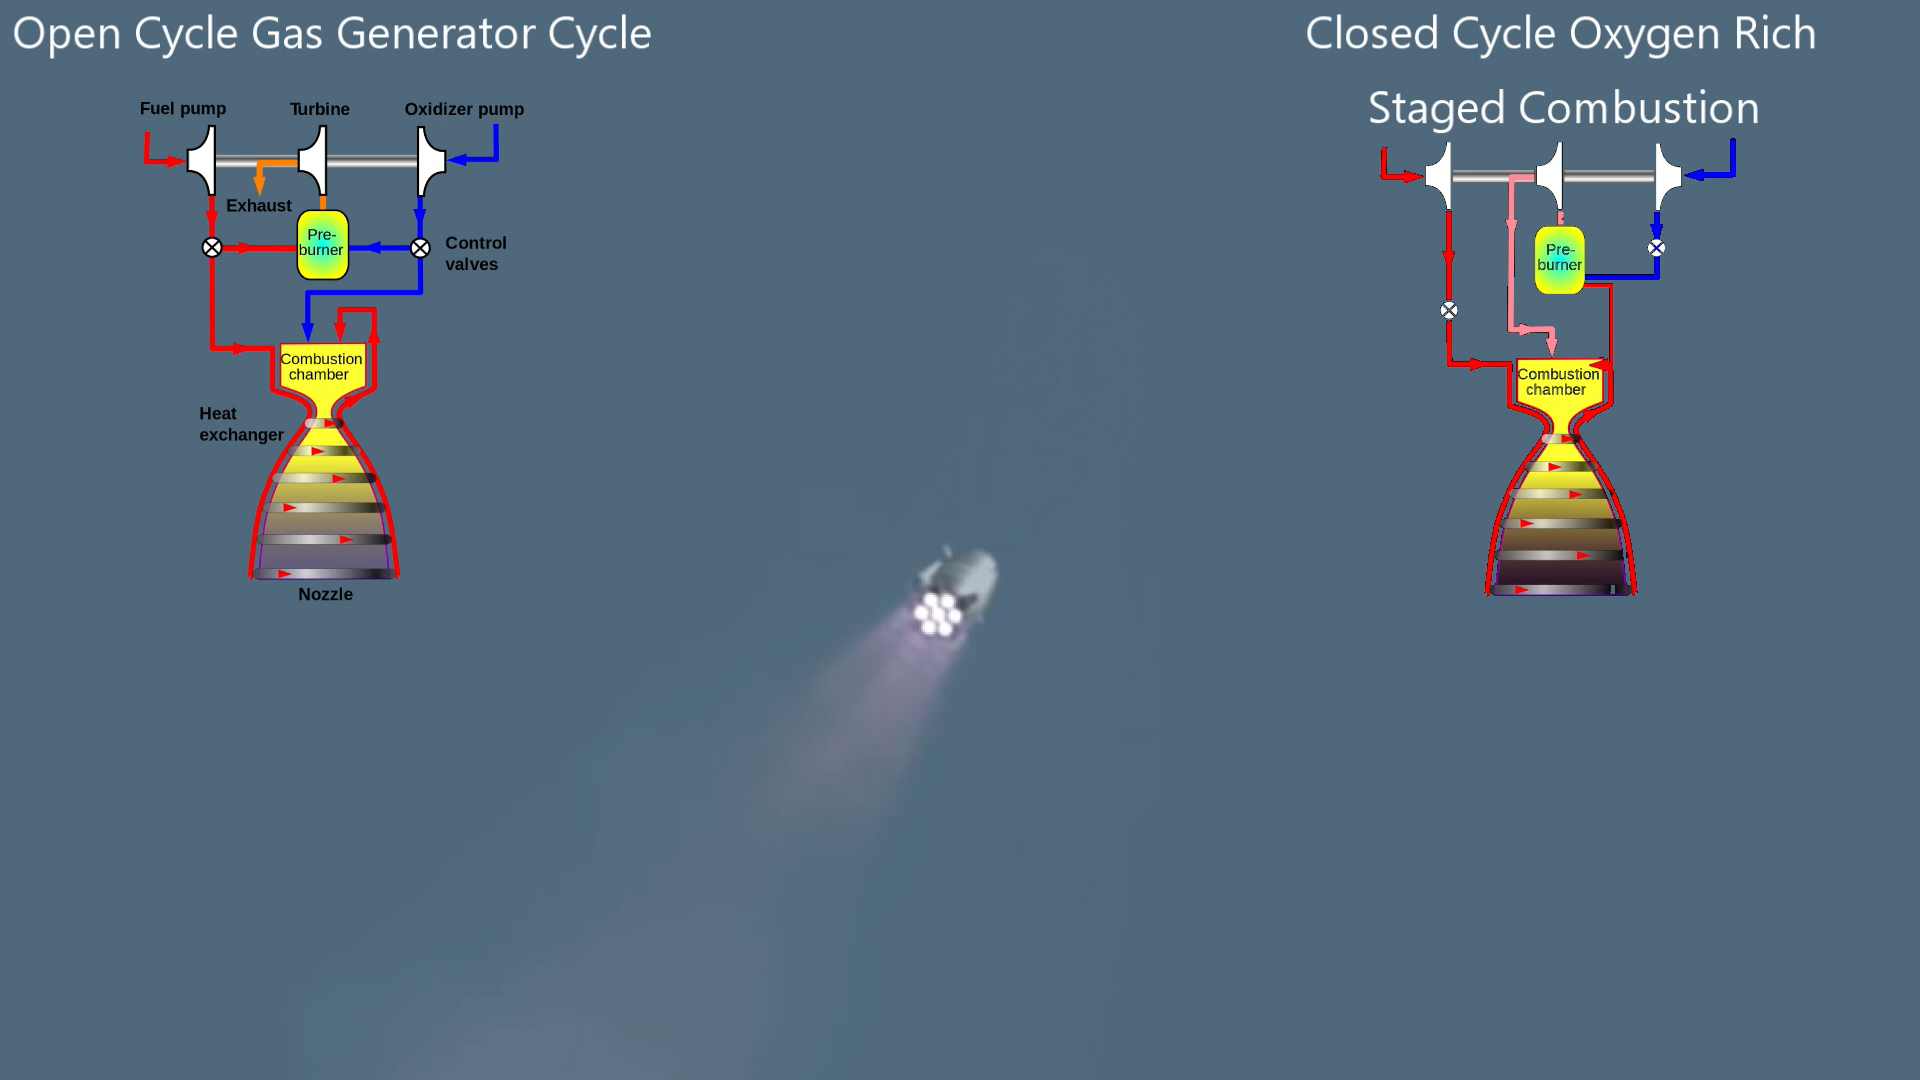 Open Cycle Gas Generator Cycle
Fuel pump
Turbine
Oxidizer pump
Exhaust
Pre-
burner
Control
valves
Combustion
chamber
Heat
exchanger
Nozzle
Closed Cycle Oxygen Rich
Staged Combustion
Pre-
burner
Combustion
chamber